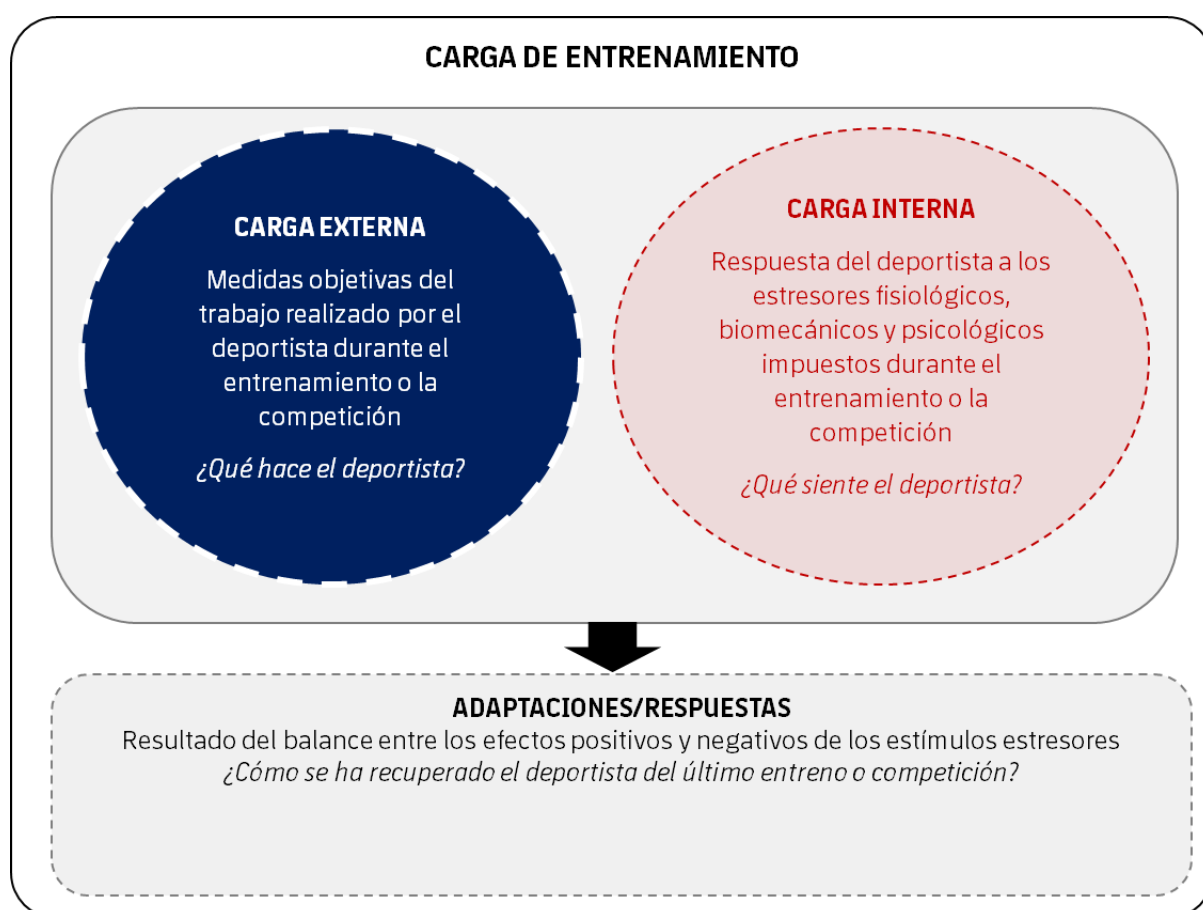 CARGA DE ENTRENAMIENTO
CARGA EXTERNA
Medidas objetivas del
trabajo realizado por el
deportista durante el
entrenamiento o la
competición
¿Qué hace el deportista?
CARGA INTERNA
Respuesta del deportista a los
estresores fisiológicos,
biomecánicos y psicológicos
impuestos durante el
entrenamiento o la
competición
¿Qué siente el deportista?
ADAPTACIONES/RESPUESTAS
Resultado del balance entre los efectos positivos y negativos de los estímulos estresores
¿Cómo se ha recuperado el deportista del último entreno o competición?